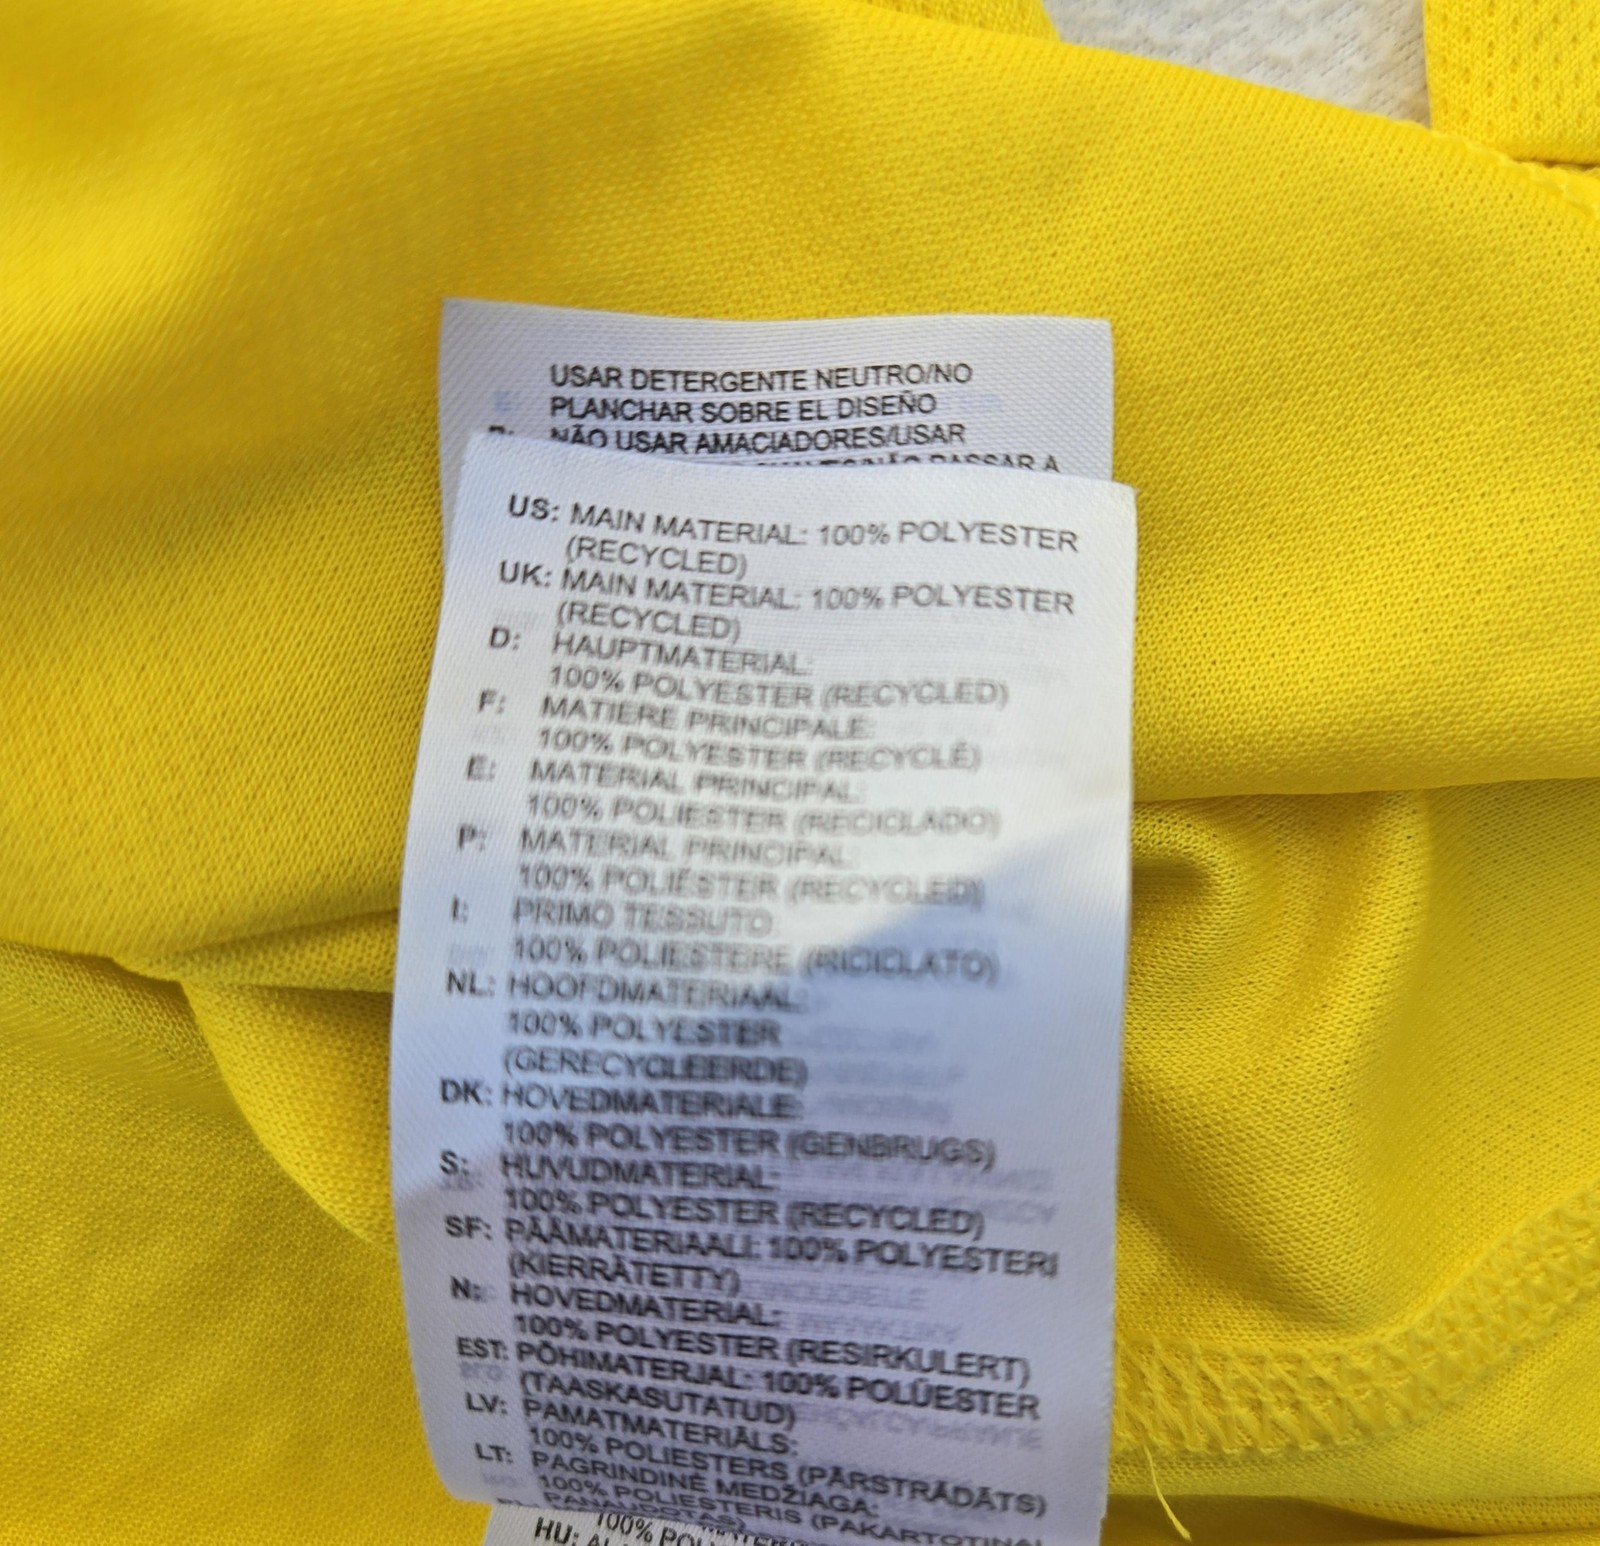 USAR DETERGENTE NEUTRO/NO
PLANCHAR SOBRE EL DISEÑO
NÃO USAR AMACIADORES/USAR
PASSAR A
US: MAIN MATERIAL: 100% POLYESTER
(RECYCLED)
UK: MAIN MATERIAL: 100% POLYESTER
(RECYCLED)
D: HAUPTMATERIAL:
100% POLYESTER (RECYCLED)
F: MATIERE PRINCIPALE:
100% POLYESTER (RECYCLÉ)
E: MATERIAL PRINCIPAL:
100% POLIESTER (RECICLADO)
P: MATERIAL PRINCIPAL:
100% POLIÉSTER (RECYCLED)
I: PRIMO TESSUTO:
100% POLIESTERE (RICICLATO)
NL: HOOFDMATERIAAL:
100% POLYESTER
(GERECYCLEERDE)
DK: HOVEDMATERIALE:
100% POLYESTER (GENBRUGS)
S: HUVUDMATERIAL:
100% POLYESTER (RECYCLED)
SF: PÄÄMATERIAALI: 100% POLYESTERI
(KIERRÄTETTY)
N: HOVEDMATERIAL:
100% POLYESTER (RESIRKULERT)
EST: PÕHIMATERJAL: 100% POLÜESTER
(TAASKASUTATUD)
LV: PAMATMATERIĀLS:
100% POLIESTERS (PĀRSTRĀDĀTS)
LT: PAGRINDINĖ MEDŽIAGA:
100% POLIESTERIS (PAKARTOTINAI
PANAUDOTAS)
100%
HU: